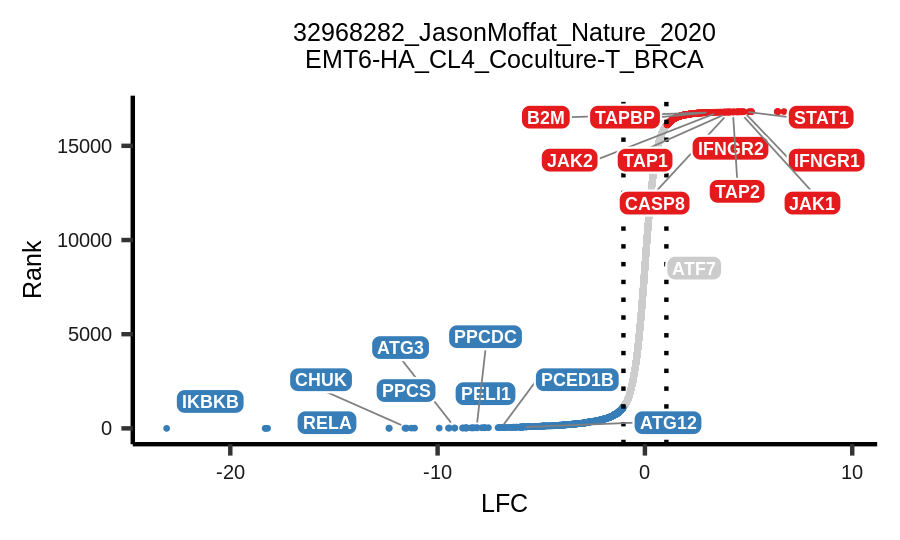 32968282_JasonMoffat_Nature_2020
EMT6-HA_CL4_Coculture-T_BRCA
B2M TAPBP STAT1
15000
JAK2 TAP1 IFNGR2 IFNGR1
CASP8 TAP2 JAK1
10000
ATF7
Rank
5000
ATG3 PPCDC
CHUK PPCS PELI1 PCED1B
IKBKB
RELA ATG12
0
-20 -10 0 10
LFC